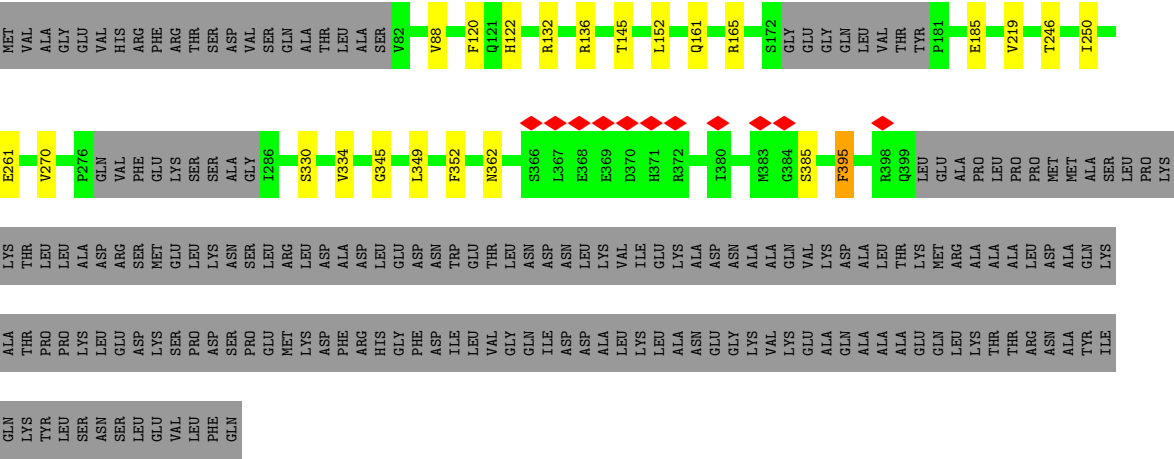 MET VAL ALA GLY GLU VAL HIS ARG PHE ARG THR SER ASP VAL SER GLN ALA THR LEU ALA SER V82 V88 F120 Q121 H122 R132 R136 T145 L152 Q161 R165 S172 GLY GLU GLY GLN LEU VAL THR TYR P181 E185 V219 T246 I250
E261 V270 P276 GLN VAL PHE GLU LYS SER SER ALA GLY I286 S330 V334 G345 L349 F352 N362 S366 L367 E368 E369 D370 H371 R372 I380 M383 G384 S385 F395 R398 Q399 LEU GLU ALA PRO LEU PRO PRO MET MET ALA SER LEU PRO LYS
LYS THR LEU LEU ALA ASP ARG SER MET GLU LEU LYS ASN SER LEU ARG LEU ASP ALA ASP LEU GLU ASP ASN TRP GLU THR LEU ASN ASP ASN LEU LYS VAL ILE GLU LYS ALA ASP ASN ALA ALA GLN VAL LYS ASP ALA LEU THR LYS MET ARG ALA ALA ALA LEU ASP ALA GLN LYS
ALA THR PRO PRO LYS LEU GLU ASP LYS SER PRO ASP SER PRO GLU MET LYS ASP PHE ARG HIS GLY PHE ASP ILE LEU VAL GLY GLN ILE ASP ASP ALA LEU LYS LEU ALA ASN GLU GLY LYS VAL LYS GLU ALA GLN ALA ALA ALA GLU GLN LEU LYS THR THR ARG ASN ALA TYR ILE
GLN LYS TYR LEU SER ASN SER LEU GLU VAL LEU PHE GLN